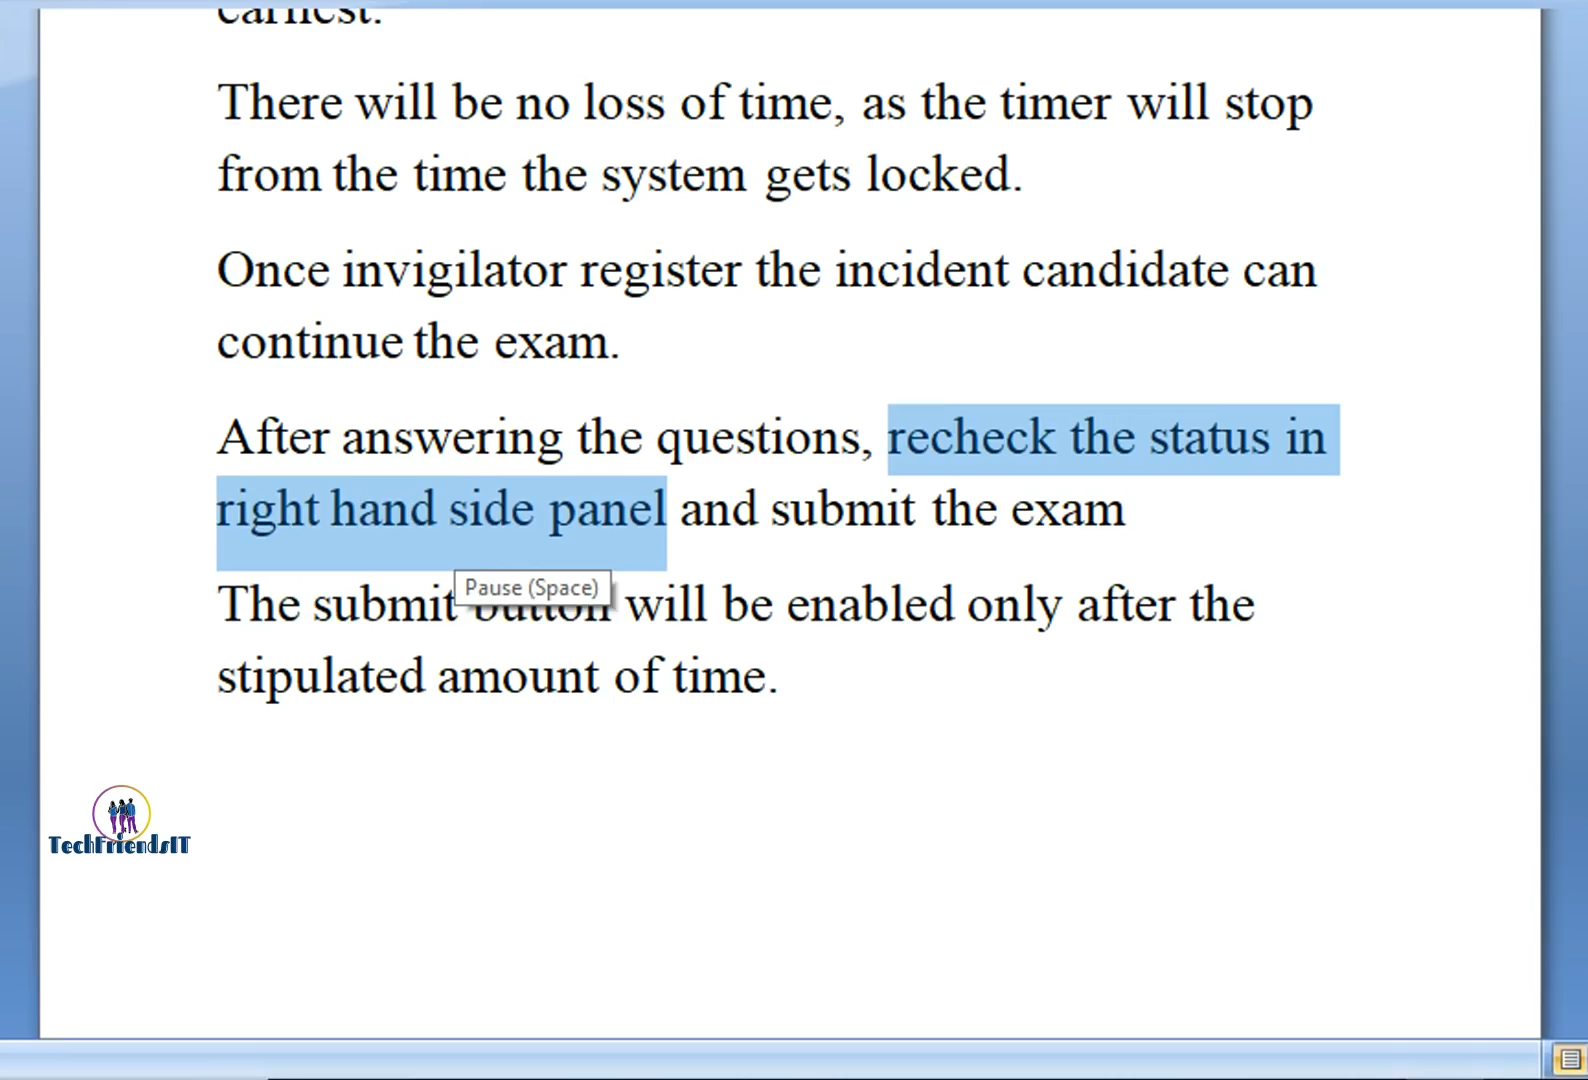 earnest.
There will be no loss of time, as the timer will stop
from the time the system gets locked.
Once invigilator register the incident candidate can
continue the exam.
After answering the questions, recheck the status in
right hand side panel and submit the exam
Pause (Space)
The submit button will be enabled only after the
stipulated amount of time.
TechFriendsIT